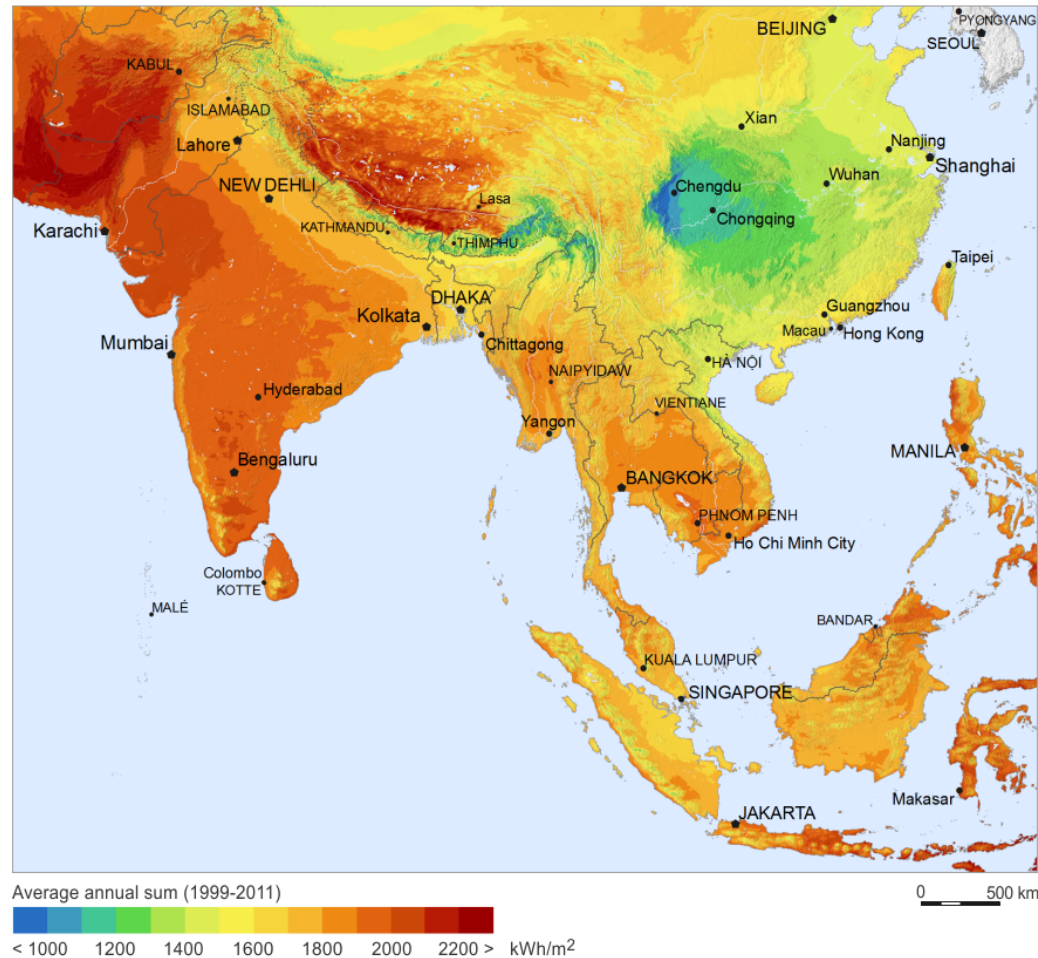 BEIJING
PYONGYANG
SEOUL
KABUL
ISLAMABAD
Lahore
Xian
Nanjing
Shanghai
NEW DEHLI
Lasa
Chengdu
Wuhan
Chongqing
Karachi
KATHMANDU
THIMPHU
Taipei
DHAKA
Kolkata
Chittagong
Guangzhou
Macau
Hong Kong
Mumbai
HÀ NỘI
NAIPYIDAW
Hyderabad
VIENTIANE
Yangon
MANILA
Bengaluru
BANGKOK
PHNOM PENH
Ho Chi Minh City
Colombo
KOTTE
MALÉ
BANDAR
KUALA LUMPUR
SINGAPORE
Makasar
JAKARTA
Average annual sum (1999-2011)
0 500 km
< 1000 1200 1400 1600 1800 2000 2200 > kWh/m²